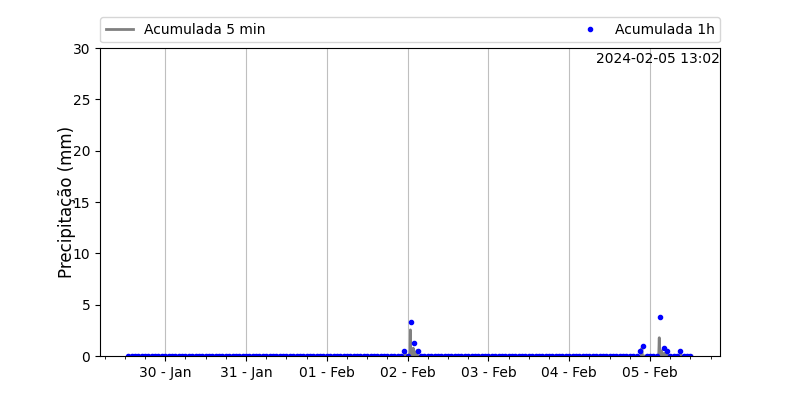 Acumulada 5 min
Acumulada 1h
2024-02-05 13:02
Precipitação (mm)
30
25
20
15
10
5
0
30 - Jan
31 - Jan
01 - Feb
02 - Feb
03 - Feb
04 - Feb
05 - Feb